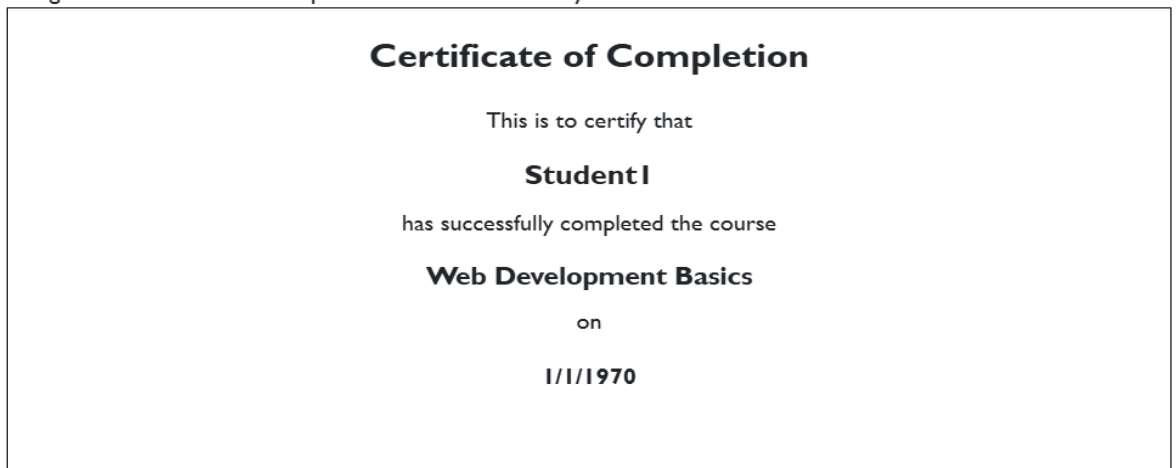 Certificate of Completion
This is to certify that
Student1
has successfully completed the course
Web Development Basics
on
1/1/1970